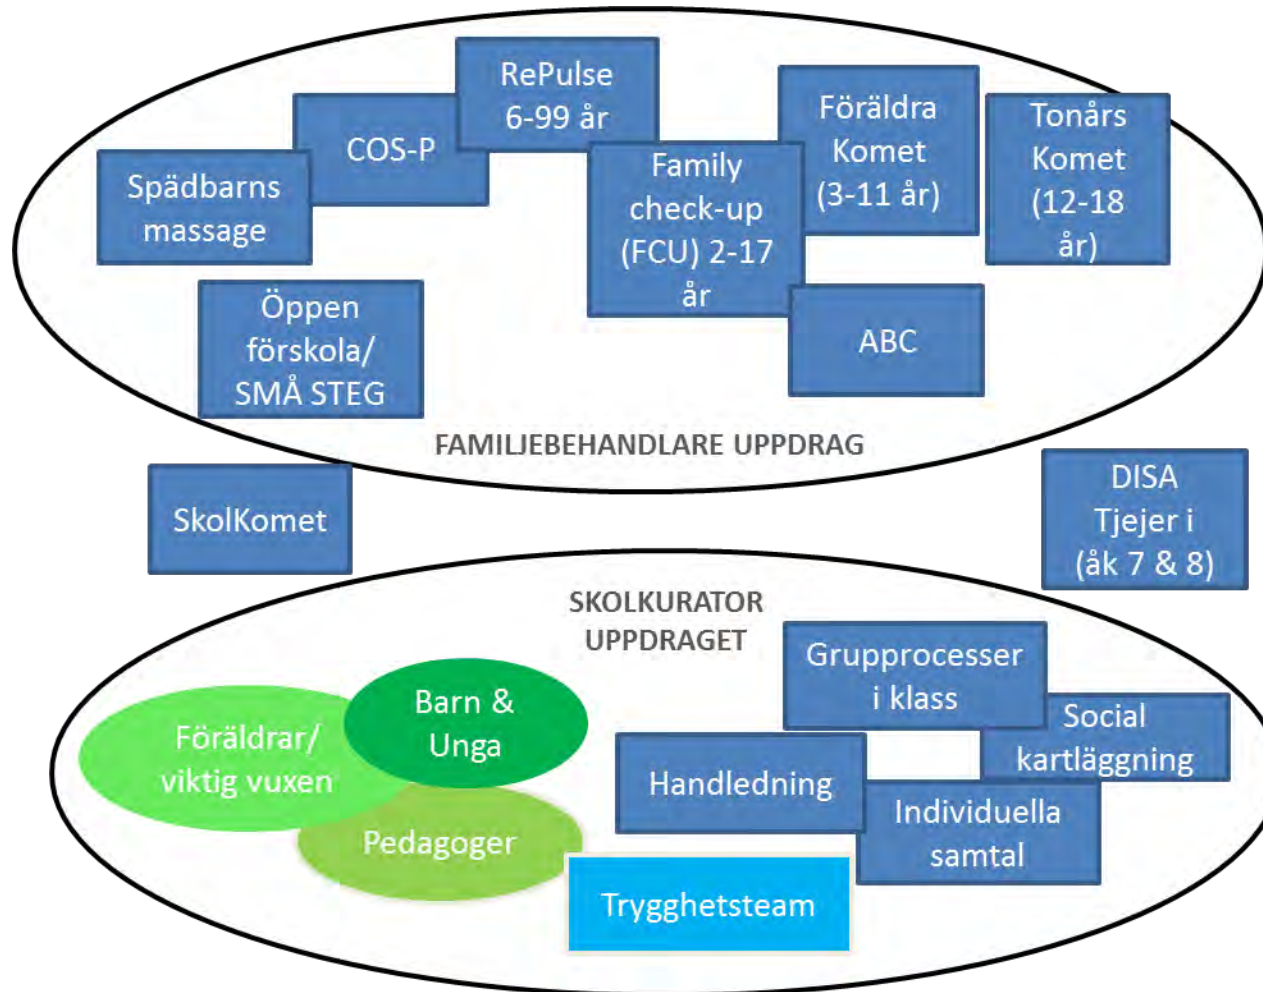 RePulse
6-99 år
COS-P
Spädbarns
massage
Öppen
förskola/
SMÅ STEG
Family
check-up
(FCU) 2-17
år
Föräldra
Komet
(3-11 år)
Tonårs
Komet
(12-18
år)
ABC
FAMILJEBEHANDLARE UPPDRAG
SkolKomet
DISA
Tjejer i
(åk 7 & 8)
SKOLKURATOR
UPPDRAGET
Barn &
Unga
Föräldrar/
viktig vuxen
Pedagoger
Grupprocesser
i klass
Social
kartläggning
Handledning
Individuella
samtal
Trygghetsteam